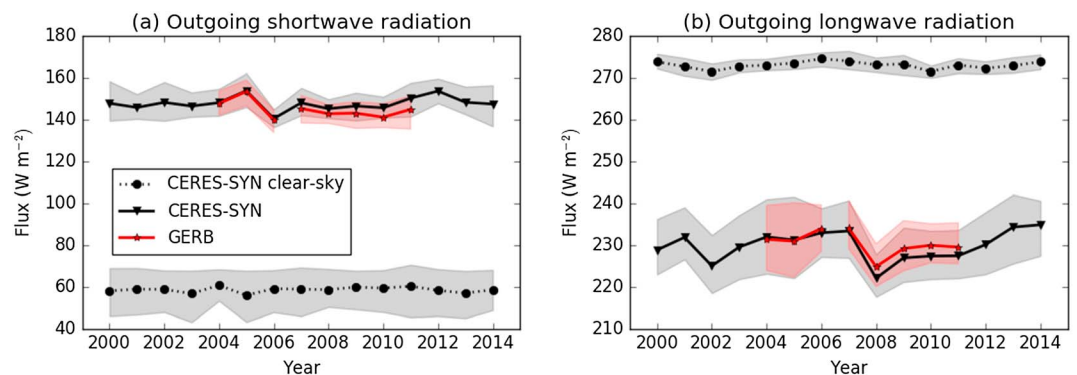 (a) Outgoing shortwave radiation
180
160
140
120
100
80
60
40
Flux (W m⁻²)
CERES-SYN clear-sky
CERES-SYN
GERB
2000 2002 2004 2006 2008 2010 2012 2014
Year
(b) Outgoing longwave radiation
280
270
260
250
240
230
220
210
Flux (W m⁻²)
2000 2002 2004 2006 2008 2010 2012 2014
Year